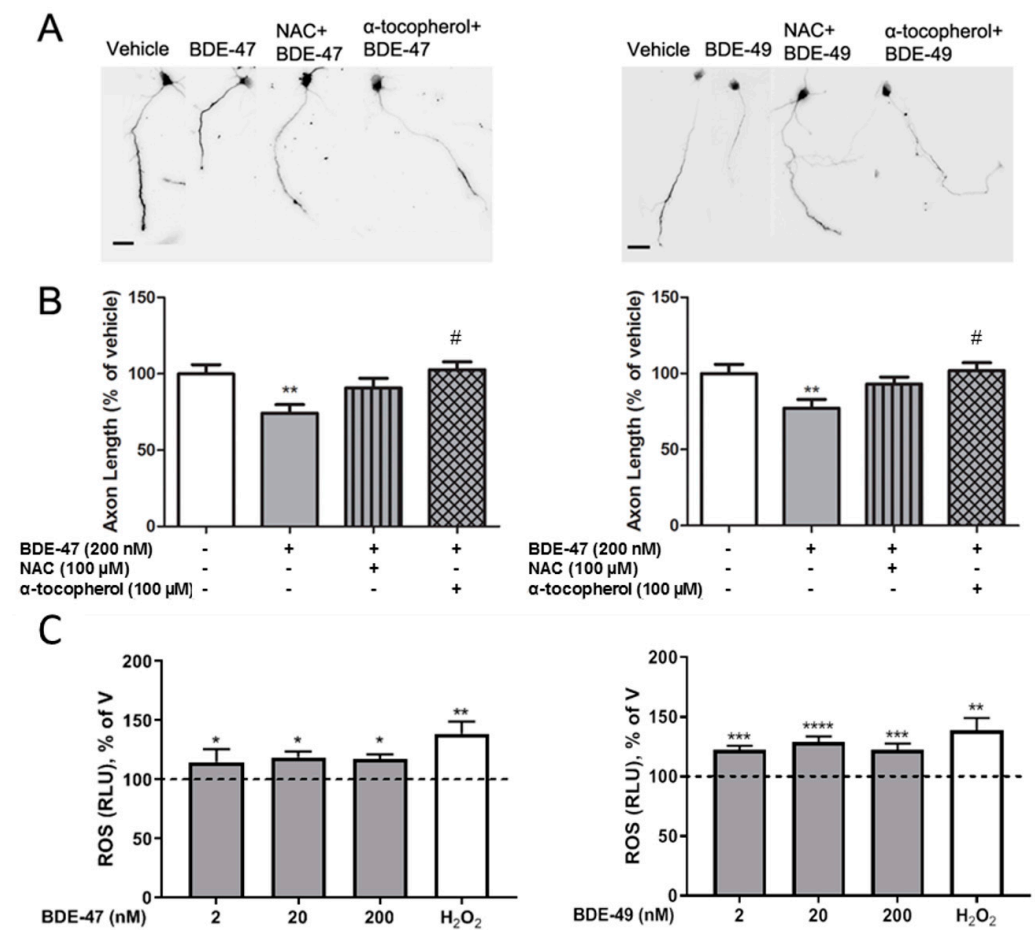 A
Vehicle BDE-47 NAC+ BDE-47 α-tocopherol+ BDE-47
Vehicle BDE-49 NAC+ BDE-49 α-tocopherol+ BDE-49
B
Axon Length (% of vehicle)
150
100
50
0
**
#
BDE-47 (200 nM) - + + +
NAC (100 µM) - - + -
α-tocopherol (100 µM) - - - +
Axon Length (% of vehicle)
150
100
50
0
**
#
BDE-47 (200 nM) - + + +
NAC (100 µM) - - + -
α-tocopherol (100 µM) - - - +
C
ROS (RLU), % of V
200
150
100
50
0
* * * **
BDE-47 (nM) 2 20 200 H₂O₂
ROS (RLU), % of V
200
150
100
50
0
*** **** *** **
BDE-49 (nM) 2 20 200 H₂O₂